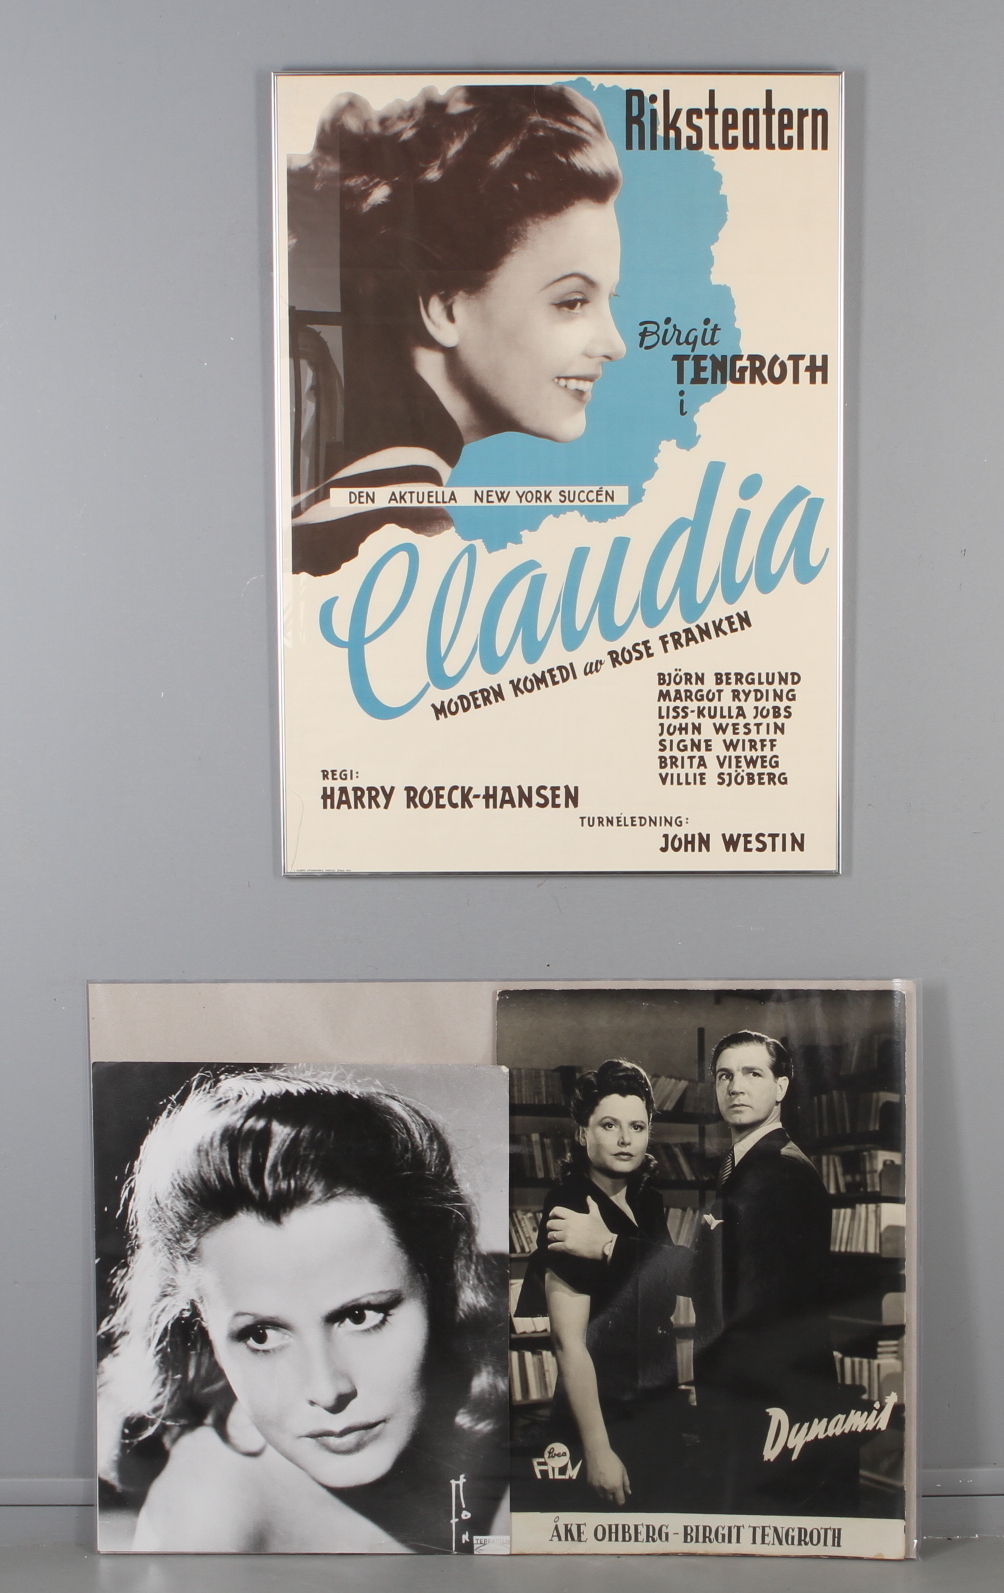 Riksteatern
Birgit
TENGROTH
i
DEN AKTUELLA NEW YORK SUCCÉN
Claudia
MODERN KOMEDI av ROSE FRANKEN
BJÖRN BERGLUND
MARGOT RYDING
LISS-KULLA JOBS
JOHN WESTIN
SIGNE WIRFF
BRITA VIEWEG
VILLIE SJÖBERG
REGI:
HARRY ROECK-HANSEN
TURNÉLEDNING:
JOHN WESTIN
Dynamit
FILM
ÅKE OHBERG-BIRGIT TENGROTH